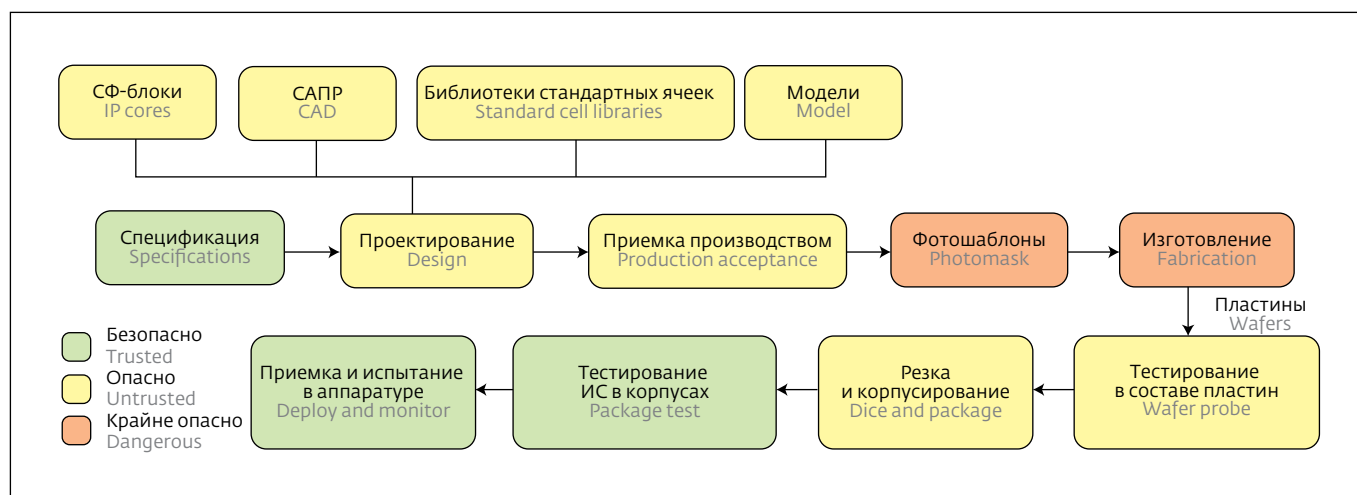 СФ-блоки
IP cores
САПР
CAD
Библиотеки стандартных ячеек
Standard cell libraries
Модели
Model
Спецификация
Specifications
Проектирование
Design
Приемка производством
Production acceptance
Фотошаблоны
Photomask
Изготовление
Fabrication
Пластины
Wafers
Безопасно
Trusted
Опасно
Untrusted
Крайне опасно
Dangerous
Приемка и испытание
в аппаратуре
Deploy and monitor
Тестирование
ИС в корпусах
Package test
Резка
и корпусирование
Dice and package
Тестирование
в составе пластин
Wafer probe